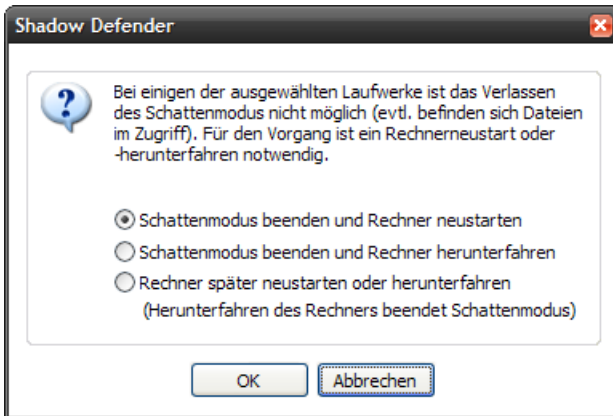 Shadow Defender
Bei einigen der ausgewählten Laufwerke ist das Verlassen
des Schattenmodus nicht möglich (evtl. befinden sich Dateien
im Zugriff). Für den Vorgang ist ein Rechnerneustart oder
-herunterfahren notwendig.
Schattenmodus beenden und Rechner neustarten
Schattenmodus beenden und Rechner herunterfahren
Rechner später neustarten oder herunterfahren
(Herunterfahren des Rechners beendet Schattenmodus)
OK
Abbrechen